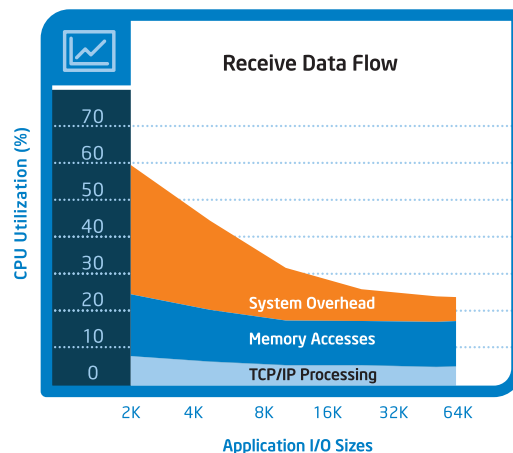 Receive Data Flow
CPU Utilization (%)
70
60
50
40
30
20
10
0
System Overhead
Memory Accesses
TCP/IP Processing
2K 4K 8K 16K 32K 64K
Application I/O Sizes